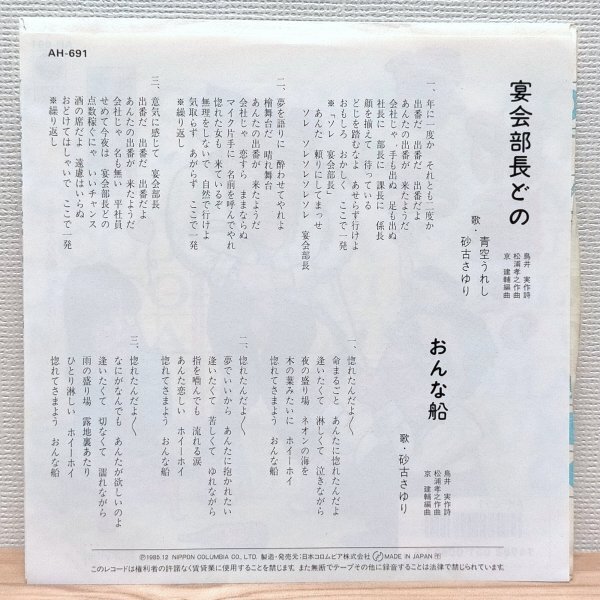 AH-691
宴会部長どの
歌・青空うれし
砂古さゆり
鳥井 実作詩
松浦孝之作曲
京 建輔編曲
一、年に一度か それとも二度か
出番だ 出番だ 出番だよ
あんたの出番が 来たようだ
会社じゃ手も出ぬ 足も出ぬ
社長に 部長に 課長に 係長
顔を揃えて 待っている
どじを踏むなよ あせらず行けよ
おもしろ おかしく ここで一発
※「ソレ 宴会部長」
あんた 頼りにしてまっせ
ソレ ソレソレソレソレ 宴会部長
二、夢を語りに 酔わせてやれよ
檜舞台だ 晴れ舞台
あんたの出番が 来たようだ
会社じゃ 恋すら ままならぬ
マイク片手に 名前を呼んでやれ
惚れた女も 来ているぞ
無理をしないで 自然で行けよ
気取らず あがらず ここで一発
※繰り返し
三、意気に感じて 宴会部長
出番だ 出番だ 出番だよ
あんたの出番が 来たようだ
会社じゃ 名も無い 平社員
せめて今夜は 宴会部長どの
点数稼ぐにゃ いいチャンス
酒の席だよ 遠慮はいらぬ
おどけてはしゃいで ここで一発
※繰り返し
おんな船
歌・砂古さゆり
鳥井 実作詩
松浦孝之作曲
京 建輔編曲
一、惚れたんだよ〱
命まるごと あんたに惚れたんだよ
逢いたくて 淋しくて 泣きながら
夜の盛り場 ネオンの海を
木の葉みたいに ホイーホイ
惚れてさまよう おんな船
二、惚れたんだよ〱
夢でいいから あんたに抱かれたい
逢いたくて 苦しくて ゆれながら
指を噛んでも 流れる涙
あんた恋しい ホイーホイ
惚れてさまよう おんな船
三、惚れたんだよ〱
なにがなんでも あんたが欲しいのよ
逢いたくて 切なくて 濡れながら
雨の盛り場 露地裏あたり
ひとり淋しい ホイーホイ
惚れてさまよう おんな船
Ⓟ1985.12 NIPPON COLUMBIA CO., LTD. 製造・発売元:日本コロムビア株式会社 MADE IN JAPAN
このレコードは権利者の許諾なく賃貸業に使用することを禁じます。また無断でテープその他に録音することは法律で禁じられています。